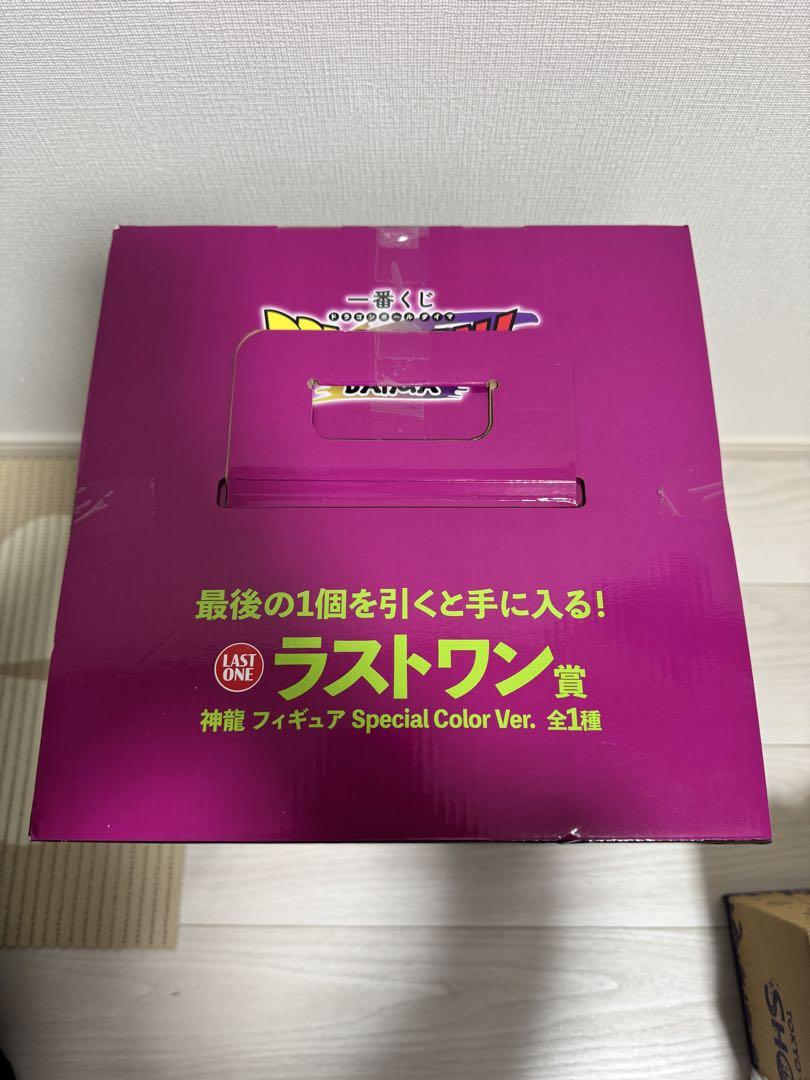 一番くじ
ドラゴンボールダイマ
DAIMA
最後の1個を引くと手に入る!
LAST ONE ラストワン賞
神龍 フィギュア Special Color Ver. 全1種
TOKYO